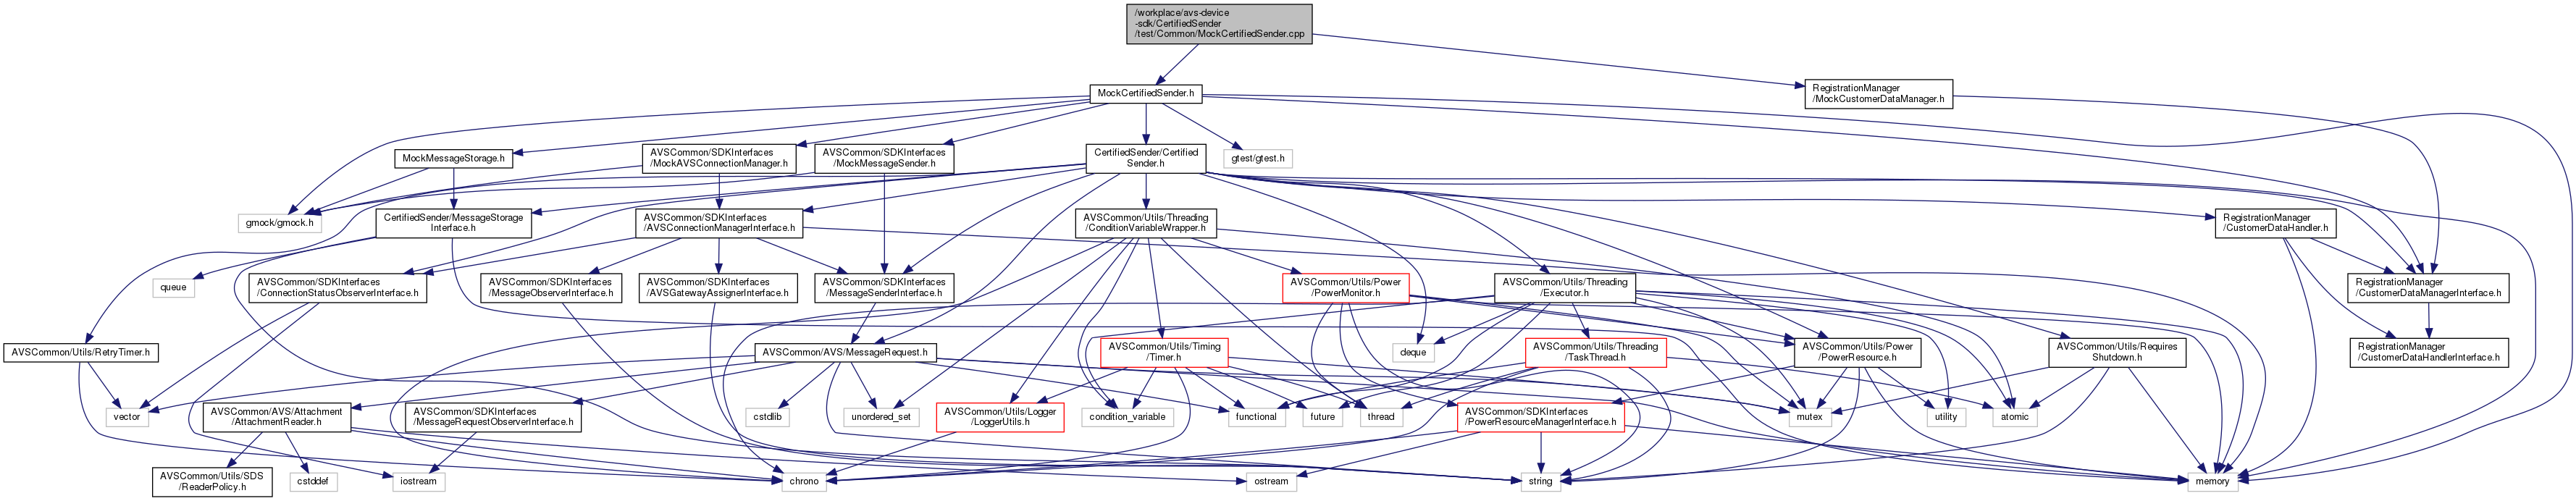 /workplace/avs-device
-sdk/CertifiedSender
/test/Common/MockCertifiedSender.cpp
MockCertifiedSender.h
RegistrationManager
/MockCustomerDataManager.h
MockMessageStorage.h
AVSCommon/SDKInterfaces
/MockAVSConnectionManager.h
AVSCommon/SDKInterfaces
/MockMessageSender.h
CertifiedSender/Certified
Sender.h
gtest/gtest.h
gmock/gmock.h
CertifiedSender/MessageStorage
Interface.h
AVSCommon/SDKInterfaces
/AVSConnectionManagerInterface.h
AVSCommon/Utils/Threading
/ConditionVariableWrapper.h
RegistrationManager
/CustomerDataHandler.h
queue
AVSCommon/SDKInterfaces
/ConnectionStatusObserverInterface.h
AVSCommon/SDKInterfaces
/MessageObserverInterface.h
AVSCommon/SDKInterfaces
/AVSGatewayAssignerInterface.h
AVSCommon/SDKInterfaces
/MessageSenderInterface.h
AVSCommon/Utils/Power
/PowerMonitor.h
AVSCommon/Utils/Threading
/Executor.h
RegistrationManager
/CustomerDataManagerInterface.h
AVSCommon/Utils/RetryTimer.h
AVSCommon/AVS/MessageRequest.h
AVSCommon/Utils/Timing
/Timer.h
deque
AVSCommon/Utils/Threading
/TaskThread.h
AVSCommon/Utils/Power
/PowerResource.h
AVSCommon/Utils/Requires
Shutdown.h
RegistrationManager
/CustomerDataHandlerInterface.h
vector
AVSCommon/AVS/Attachment
/AttachmentReader.h
AVSCommon/SDKInterfaces
/MessageRequestObserverInterface.h
cstdlib
unordered_set
AVSCommon/Utils/Logger
/LoggerUtils.h
condition_variable
functional
future
thread
AVSCommon/SDKInterfaces
/PowerResourceManagerInterface.h
mutex
utility
atomic
AVSCommon/Utils/SDS
/ReaderPolicy.h
cstddef
iostream
chrono
ostream
string
memory